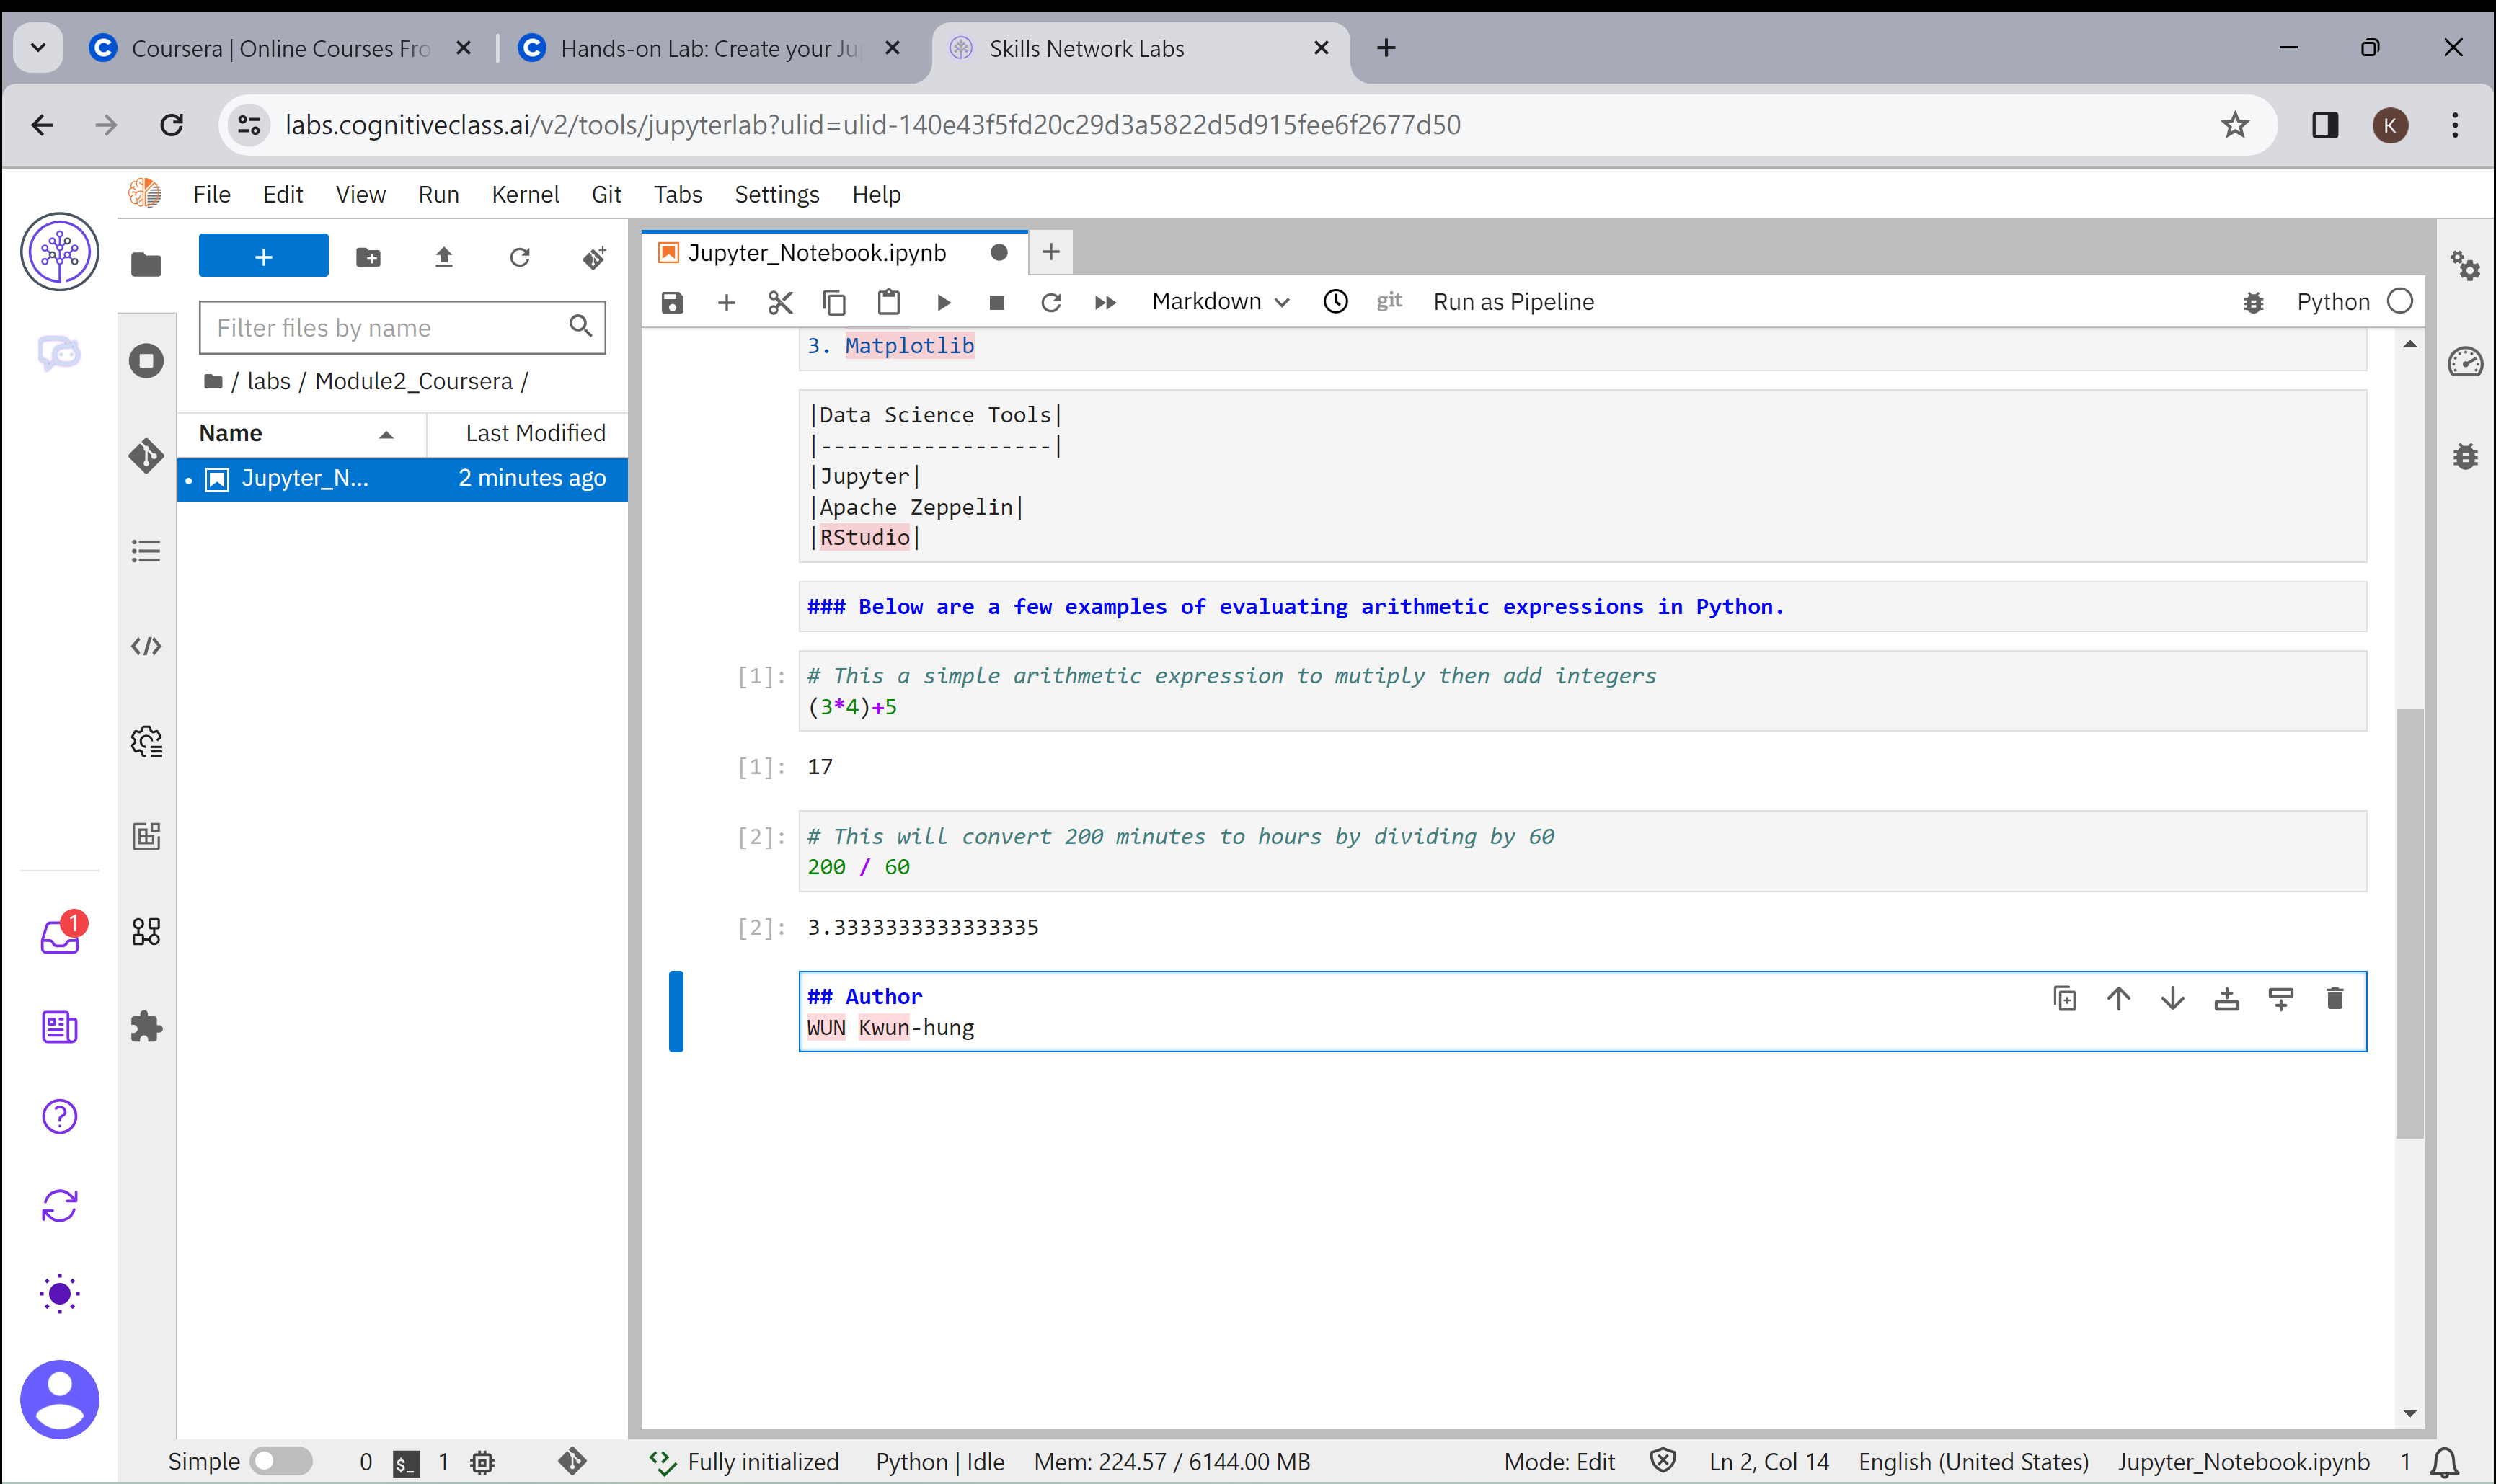 Coursera | Online Courses Fro
Hands-on Lab: Create your Ju
Skills Network Labs
labs.cognitiveclass.ai/v2/tools/jupyterlab?ulid=ulid-140e43f5fd20c29d3a5822d5d915fee6f2677d50
K
File Edit View Run Kernel Git Tabs Settings Help
Filter files by name
/ labs / Module2_Coursera /
Name Last Modified
Jupyter_N... 2 minutes ago
1
Jupyter_Notebook.ipynb
Markdown git Run as Pipeline Python
3. Matplotlib
|Data Science Tools|
|------------------|
|Jupyter|
|Apache Zeppelin|
|RStudio|
### Below are a few examples of evaluating arithmetic expressions in Python.
[1]: # This a simple arithmetic expression to mutiply then add integers
(3*4)+5
[1]: 17
[2]: # This will convert 200 minutes to hours by dividing by 60
200 / 60
[2]: 3.3333333333333335
## Author
WUN Kwun-hung
Simple 0 $_ 1 Fully initialized Python | Idle Mem: 224.57 / 6144.00 MB Mode: Edit Ln 2, Col 14 English (United States) Jupyter_Notebook.ipynb 1